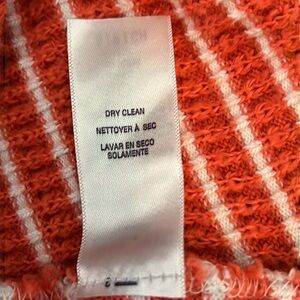 DRY CLEAN
NETTOYER À SEC
LAVAR EN SECO
SOLAMENTE